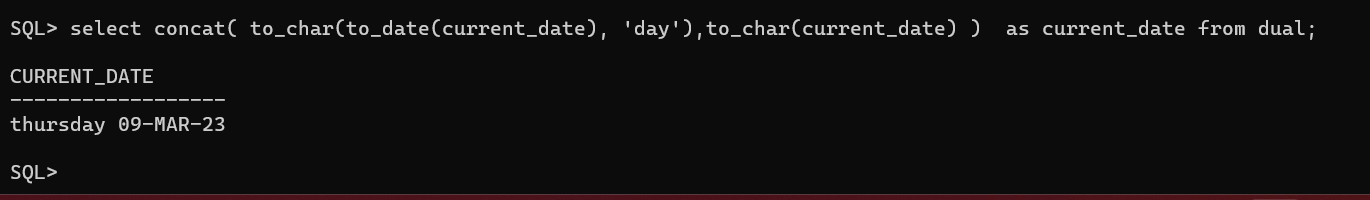 SQL> select concat( to_char(to_date(current_date), 'day'),to_char(current_date) )  as current_date from dual;
CURRENT_DATE
------------------
thursday 09-MAR-23
SQL>